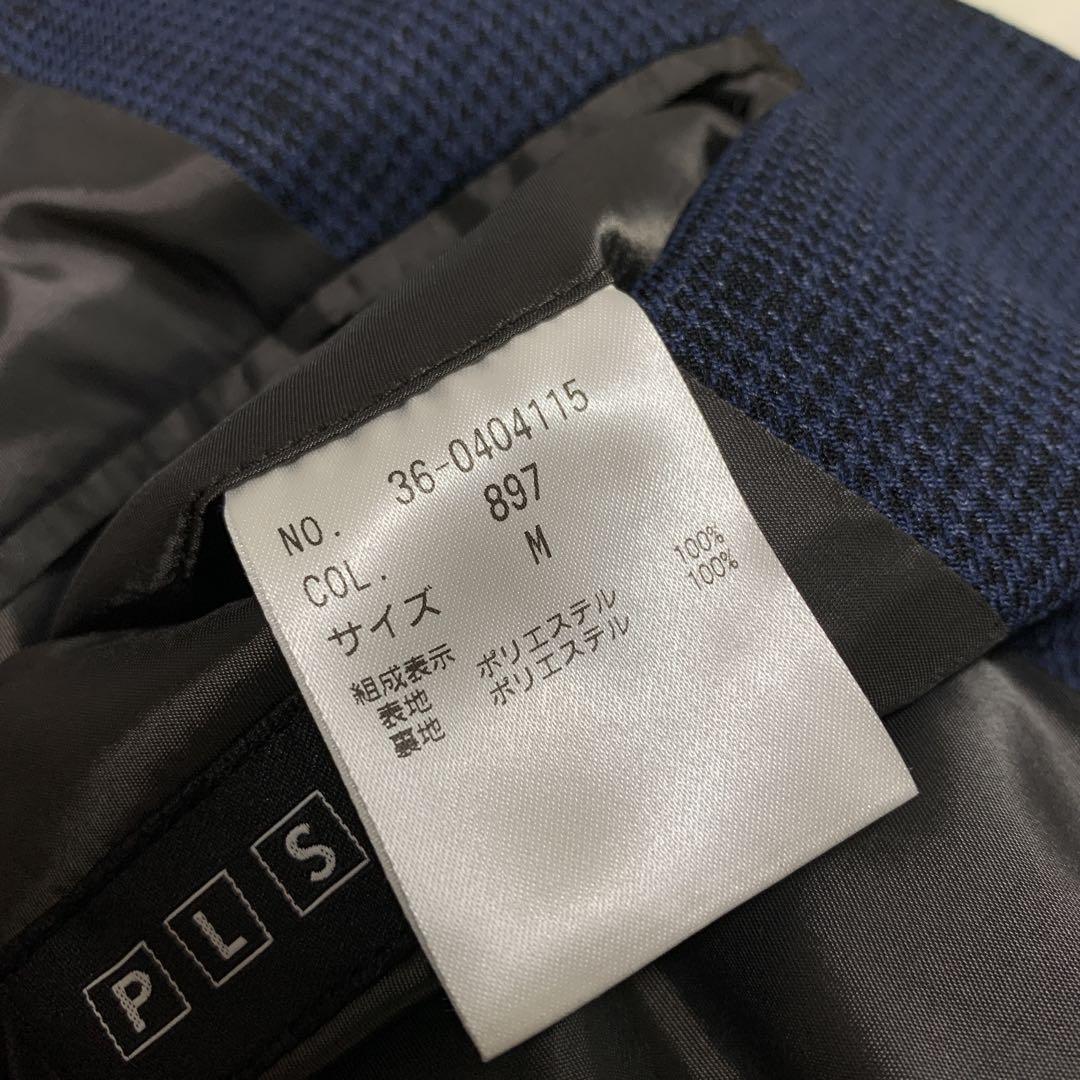 NO. 36-0404115
COL. 897
サイズ M
組成表示
表地 ポリエステル 100%
裏地 ポリエステル 100%
PLS